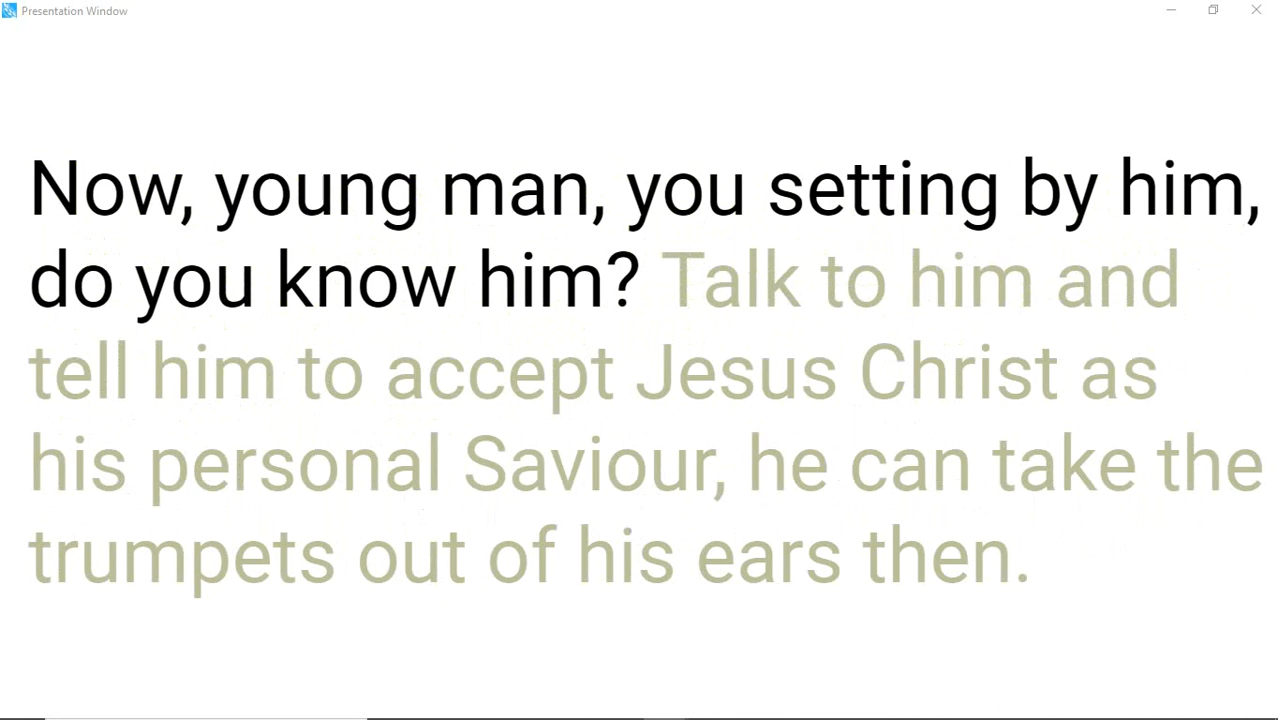 Presentation Window
Now, young man, you setting by him,
do you know him? Talk to him and
tell him to accept Jesus Christ as
his personal Saviour, he can take the
trumpets out of his ears then.